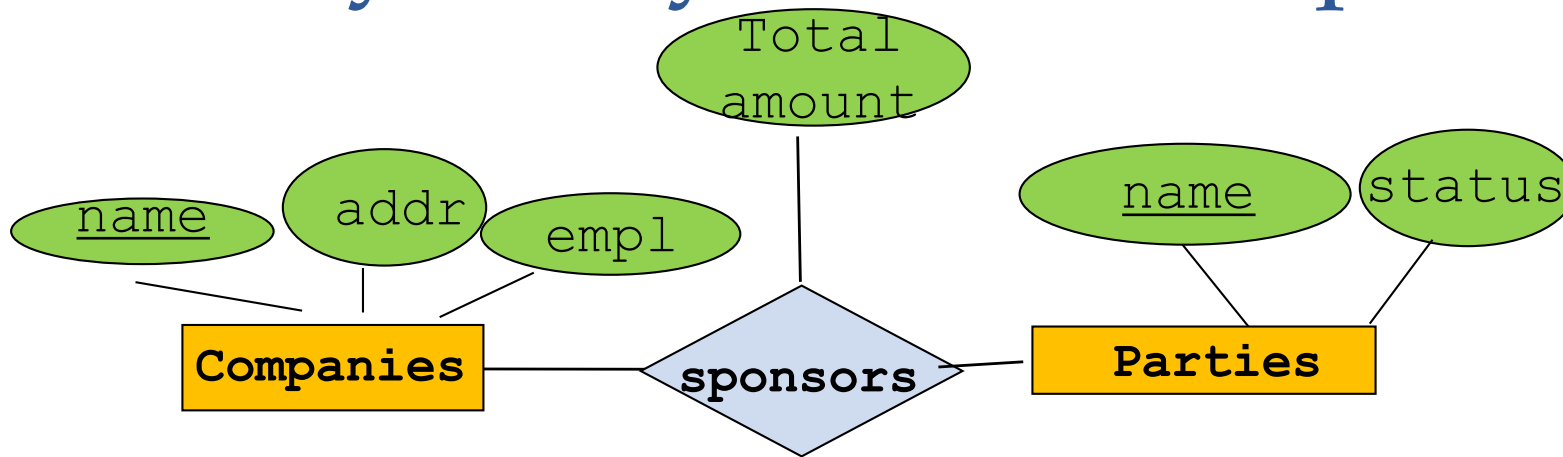 Total
amount
name
addr
empl
name
status
Companies
sponsors
Parties